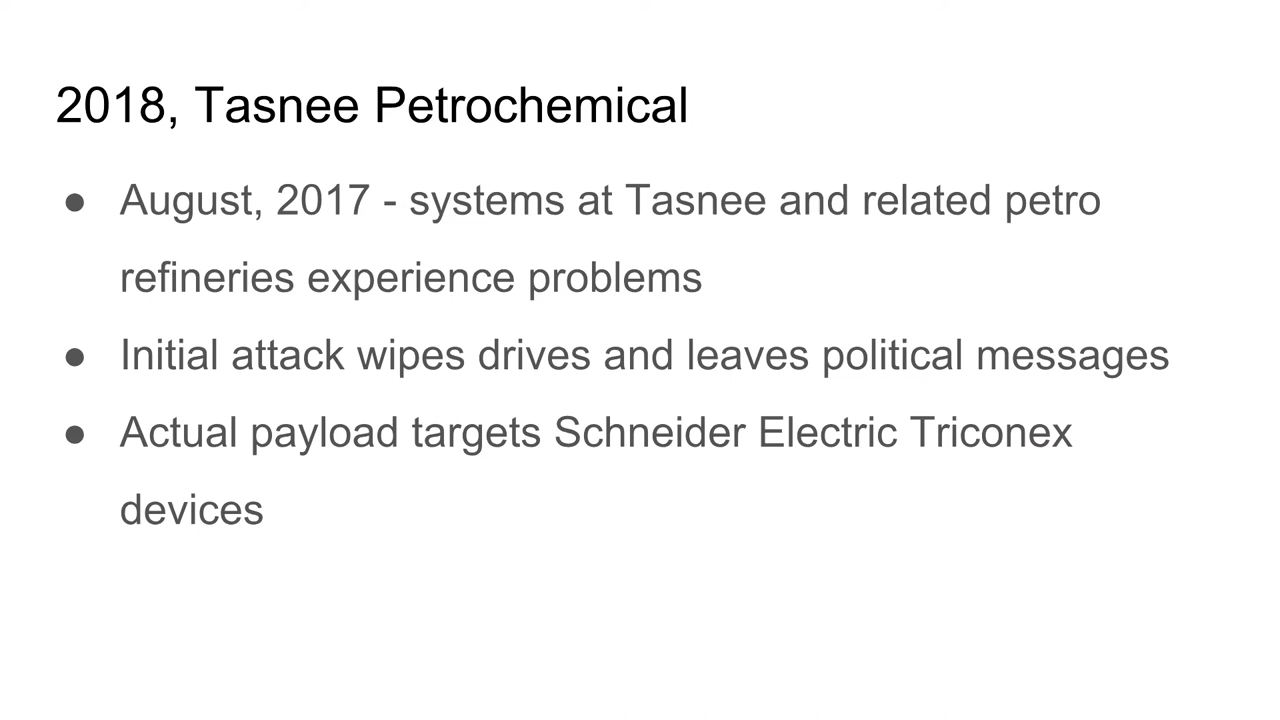 2018, Tasnee Petrochemical
● August, 2017 - systems at Tasnee and related petro
refineries experience problems
● Initial attack wipes drives and leaves political messages
● Actual payload targets Schneider Electric Triconex
devices